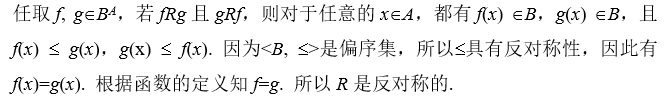 任取 f, g∈Bᴬ，若 fRg 且 gRf，则对于任意的 x∈A，都有 f(x) ∈B，g(x) ∈B，且
f(x) ≤ g(x)，g(x) ≤ f(x). 因为<B, ≤>是偏序集，所以≤具有反对称性，因此有
f(x)=g(x). 根据函数的定义知 f=g. 所以 R 是反对称的.